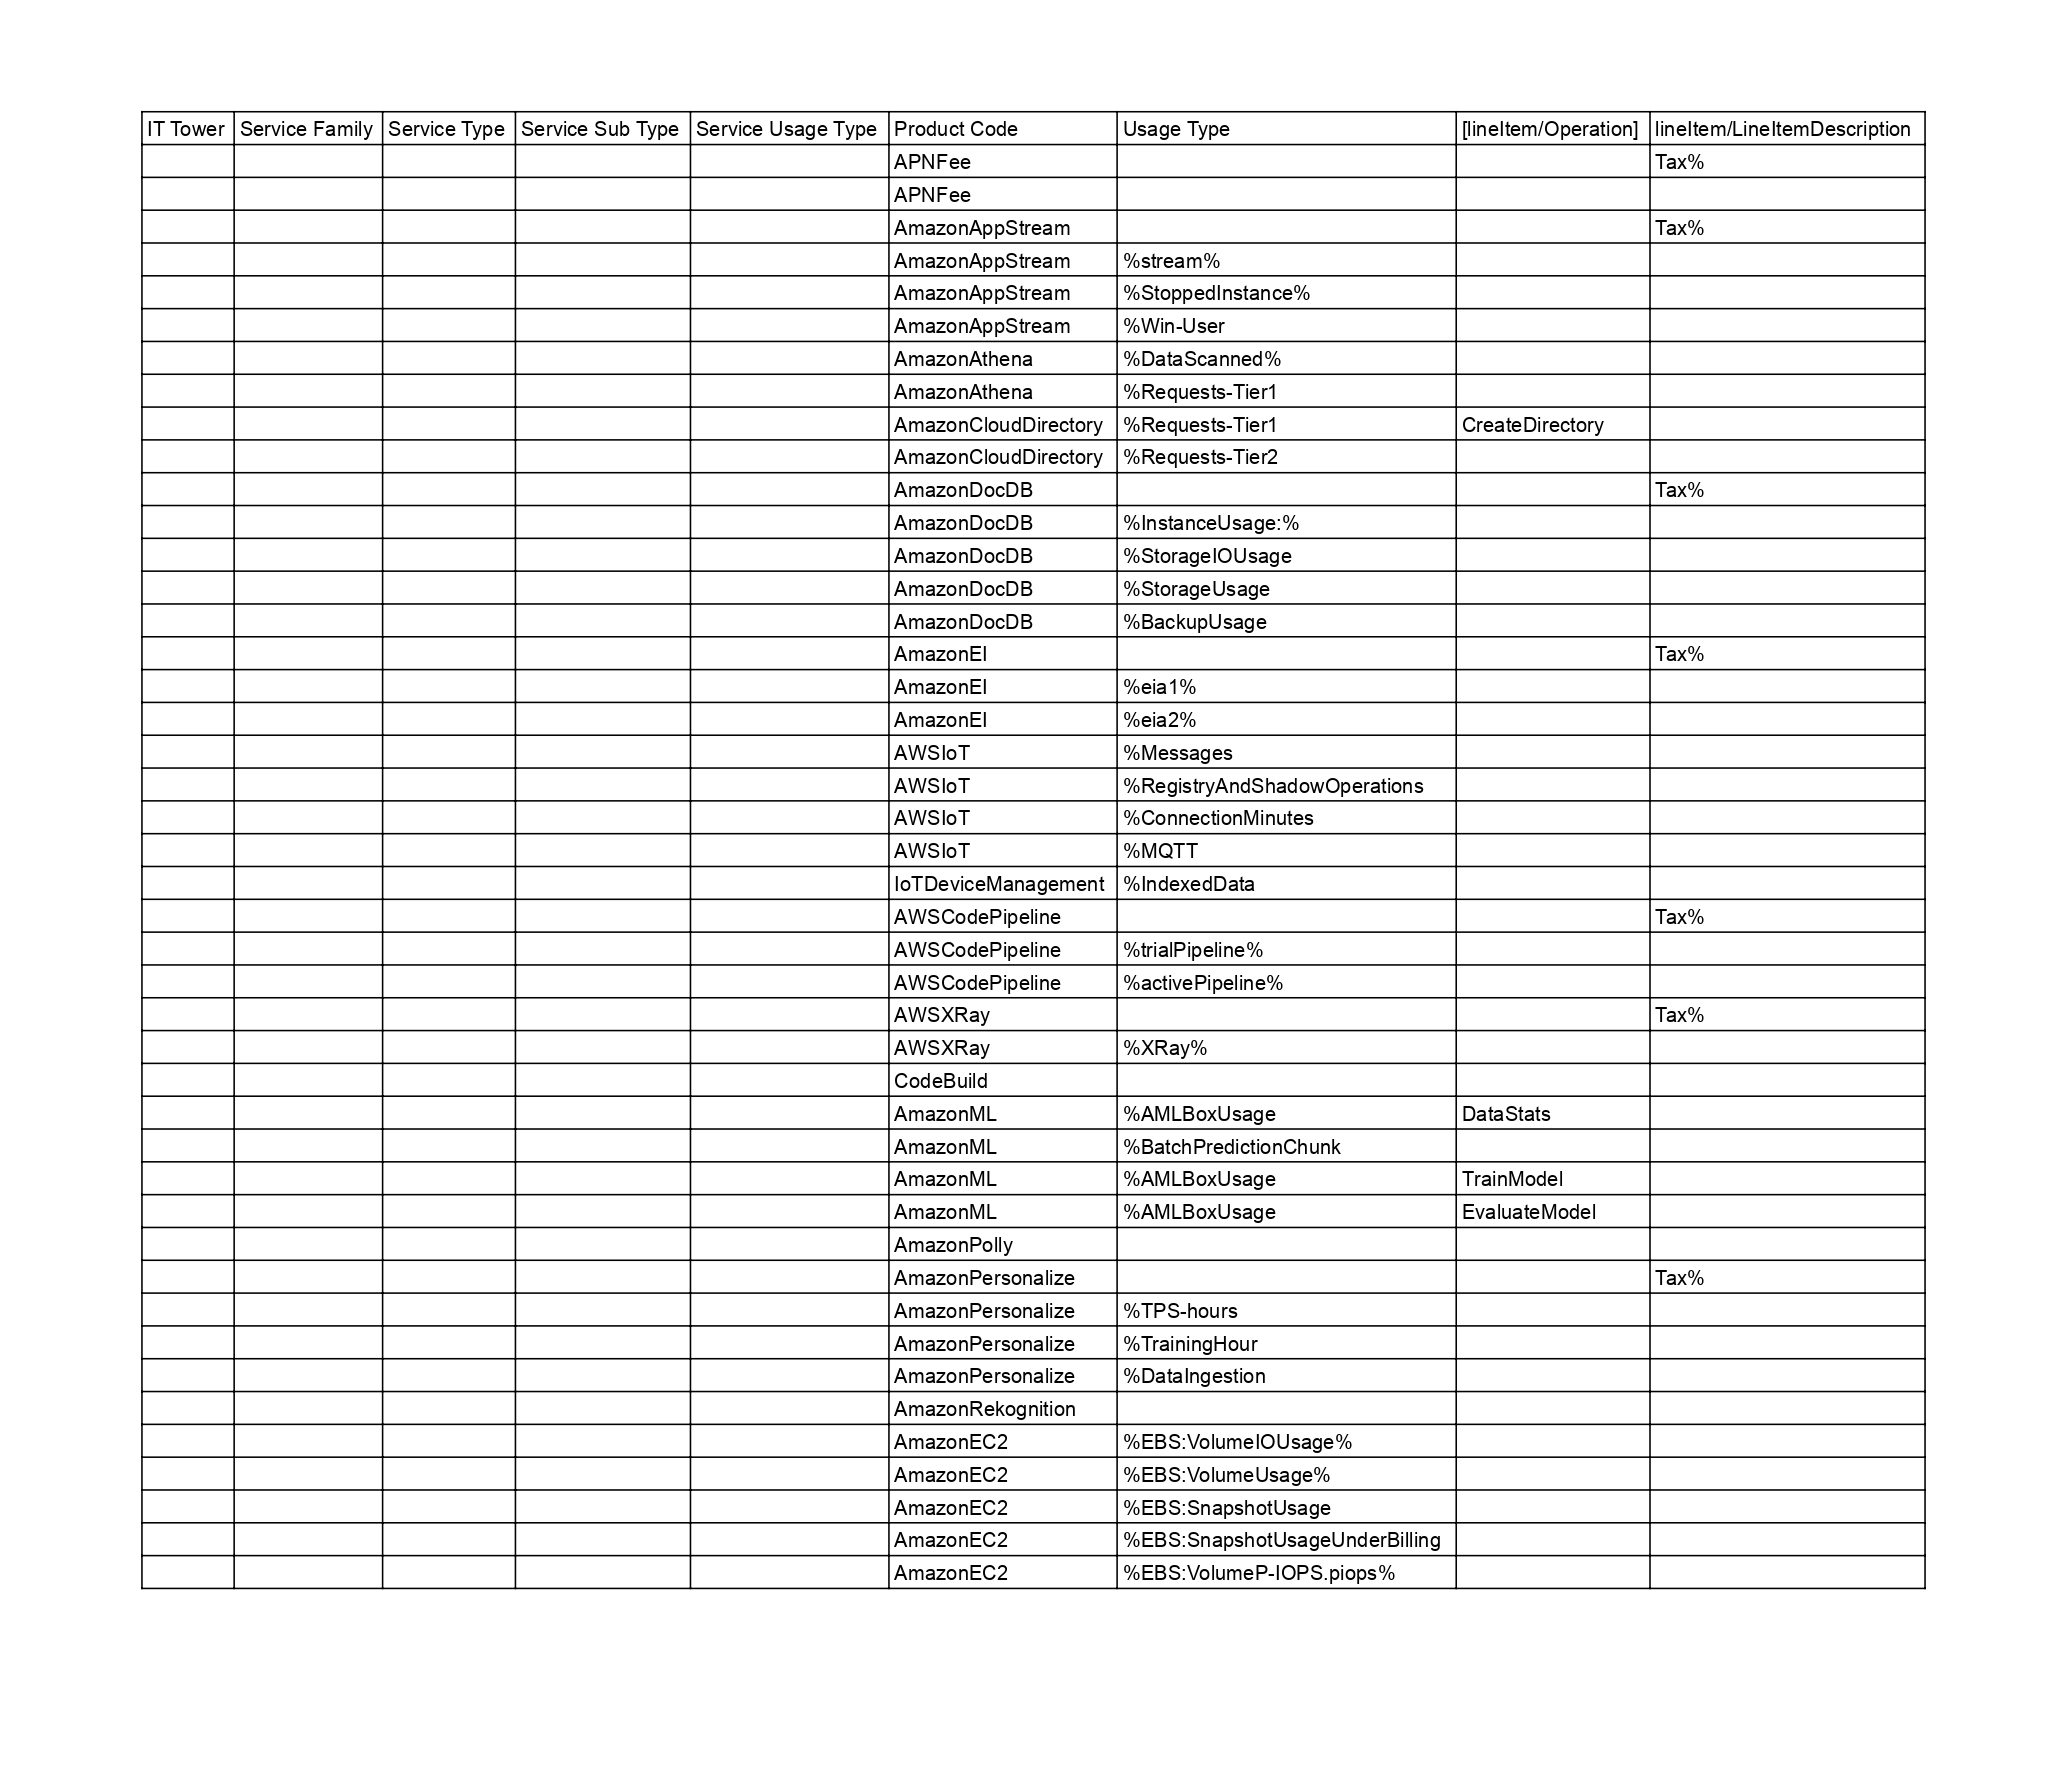 IT Tower Service Family Service Type Service Sub Type Service Usage Type Product Code Usage Type [lineItem/Operation] lineItem/LineItemDescription
APNFee Tax%
APNFee
AmazonAppStream Tax%
AmazonAppStream %stream%
AmazonAppStream %StoppedInstance%
AmazonAppStream %Win-User
AmazonAthena %DataScanned%
AmazonAthena %Requests-Tier1
AmazonCloudDirectory %Requests-Tier1 CreateDirectory
AmazonCloudDirectory %Requests-Tier2
AmazonDocDB Tax%
AmazonDocDB %InstanceUsage:%
AmazonDocDB %StorageIOUsage
AmazonDocDB %StorageUsage
AmazonDocDB %BackupUsage
AmazonEI Tax%
AmazonEI %eia1%
AmazonEI %eia2%
AWSIoT %Messages
AWSIoT %RegistryAndShadowOperations
AWSIoT %ConnectionMinutes
AWSIoT %MQTT
IoTDeviceManagement %IndexedData
AWSCodePipeline Tax%
AWSCodePipeline %trialPipeline%
AWSCodePipeline %activePipeline%
AWSXRay Tax%
AWSXRay %XRay%
CodeBuild
AmazonML %AMLBoxUsage DataStats
AmazonML %BatchPredictionChunk
AmazonML %AMLBoxUsage TrainModel
AmazonML %AMLBoxUsage EvaluateModel
AmazonPolly
AmazonPersonalize Tax%
AmazonPersonalize %TPS-hours
AmazonPersonalize %TrainingHour
AmazonPersonalize %DataIngestion
AmazonRekognition
AmazonEC2 %EBS:VolumeIOUsage%
AmazonEC2 %EBS:VolumeUsage%
AmazonEC2 %EBS:SnapshotUsage
AmazonEC2 %EBS:SnapshotUsageUnderBilling
AmazonEC2 %EBS:VolumeP-IOPS.piops%